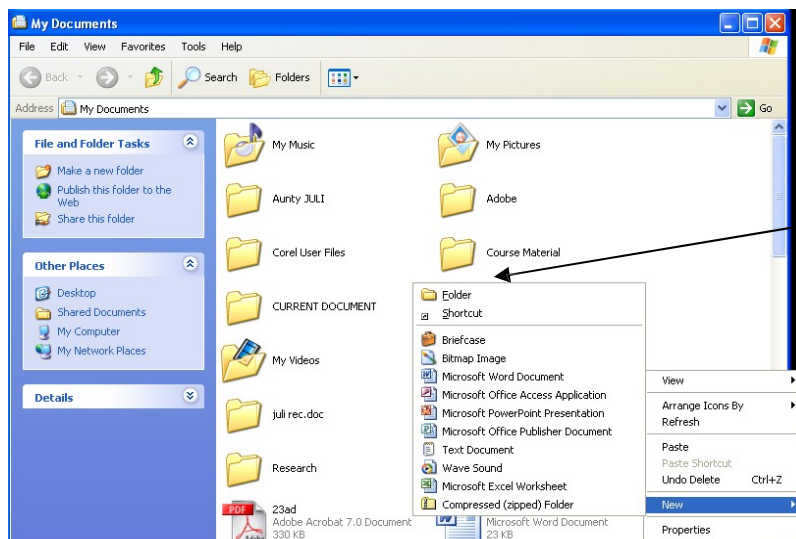 My Documents
File Edit View Favorites Tools Help
Back Search Folders
Address My Documents Go
File and Folder Tasks
Make a new folder
Publish this folder to the
Web
Share this folder
Other Places
Desktop
Shared Documents
My Computer
My Network Places
Details
My Music
My Pictures
Aunty JULI
Adobe
Corel User Files
Course Material
CURRENT DOCUMENT
My Videos
juli rec.doc
Research
PDF
23ad
Adobe Acrobat 7.0 Document
330 KB
Microsoft Word Document
23 KB
Folder
Shortcut
Briefcase
Bitmap Image
Microsoft Word Document
Microsoft Office Access Application
Microsoft PowerPoint Presentation
Microsoft Office Publisher Document
Text Document
Wave Sound
Microsoft Excel Worksheet
Compressed (zipped) Folder
View
Arrange Icons By
Refresh
Paste
Paste Shortcut
Undo Delete Ctrl+Z
New
Properties